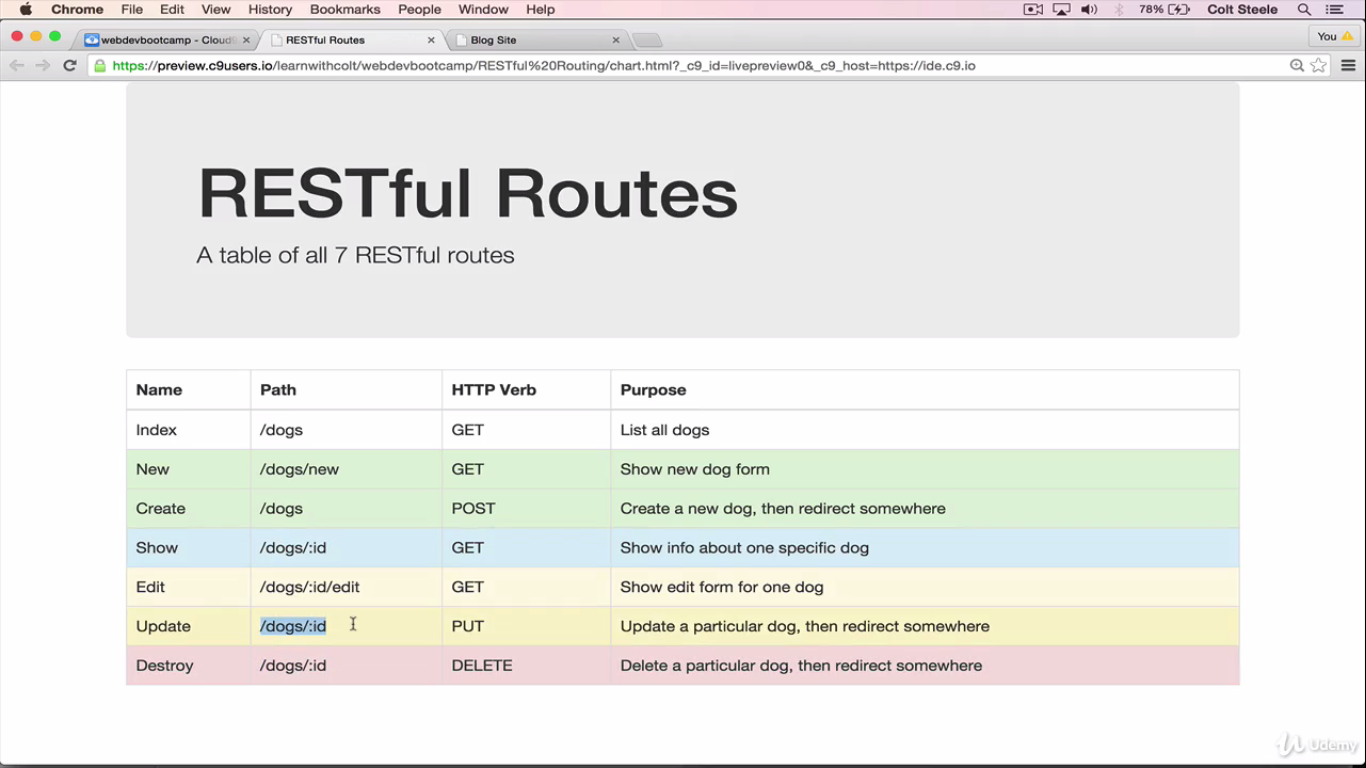 Chrome File Edit View History Bookmarks People Window Help 78% Colt Steele
webdevbootcamp - Cloud × RESTful Routes × Blog Site × You
https://preview.c9users.io/learnwithcolt/webdevbootcamp/RESTful%20Routing/chart.html?_c9_id=livepreview0&_c9_host=https://ide.c9.io
RESTful Routes
A table of all 7 RESTful routes
Name Path HTTP Verb Purpose
Index /dogs GET List all dogs
New /dogs/new GET Show new dog form
Create /dogs POST Create a new dog, then redirect somewhere
Show /dogs/:id GET Show info about one specific dog
Edit /dogs/:id/edit GET Show edit form for one dog
Update /dogs/:id PUT Update a particular dog, then redirect somewhere
Destroy /dogs/:id DELETE Delete a particular dog, then redirect somewhere
Udemy